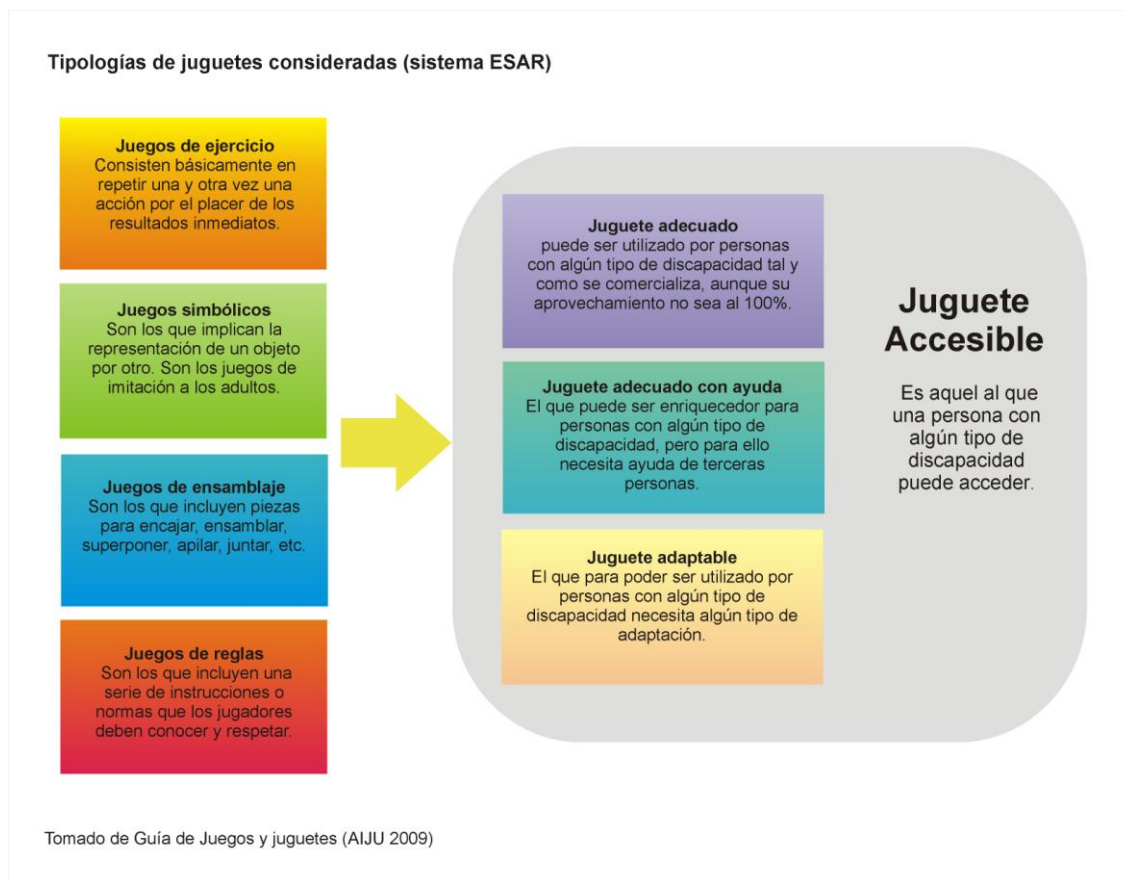 Tipologías de juguetes consideradas (sistema ESAR)
Juegos de ejercicio
Consisten básicamente en
repetir una y otra vez una
acción por el placer de los
resultados inmediatos.
Juegos simbólicos
Son los que implican la
representación de un objeto
por otro. Son los juegos de
imitación a los adultos.
Juegos de ensamblaje
Son los que incluyen piezas
para encajar, ensamblar,
superponer, apilar, juntar, etc.
Juegos de reglas
Son los que incluyen una
serie de instrucciones o
normas que los jugadores
deben conocer y respetar.
Juguete adecuado
puede ser utilizado por personas
con algún tipo de discapacidad tal y
como se comercializa, aunque su
aprovechamiento no sea al 100%.
Juguete adecuado con ayuda
El que puede ser enriquecedor para
personas con algún tipo de
discapacidad, pero para ello
necesita ayuda de terceras
personas.
Juguete adaptable
El que para poder ser utilizado por
personas con algún tipo de
discapacidad necesita algún tipo de
adaptación.
Juguete
Accesible
Es aquel al que
una persona con
algún tipo de
discapacidad
puede acceder.
Tomado de Guía de Juegos y juguetes (AIJU 2009)